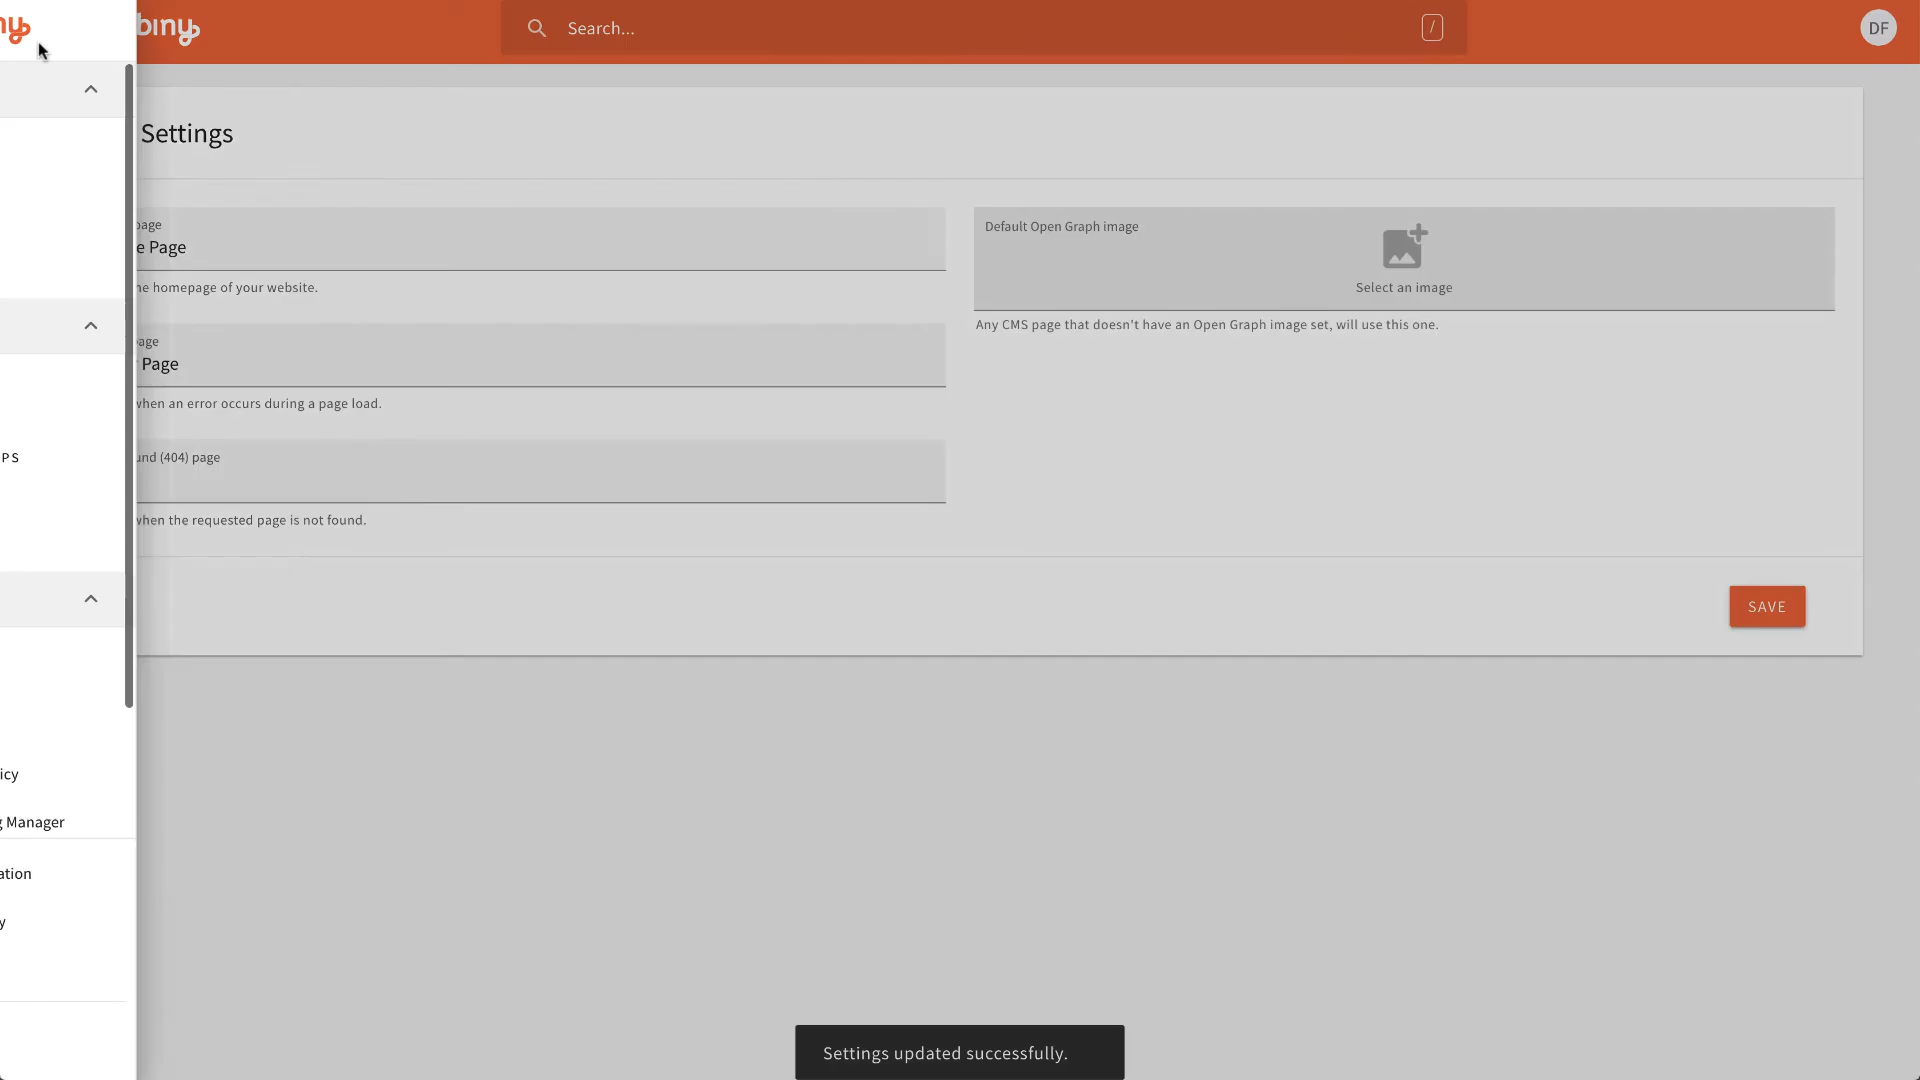 biny
Search...
/
DF
Settings
page
e Page
he homepage of your website.
Default Open Graph image
Select an image
Any CMS page that doesn't have an Open Graph image set, will use this one.
page
Page
when an error occurs during a page load.
PS
und (404) page
when the requested page is not found.
SAVE
icy
g Manager
ation
y
Settings updated successfully.